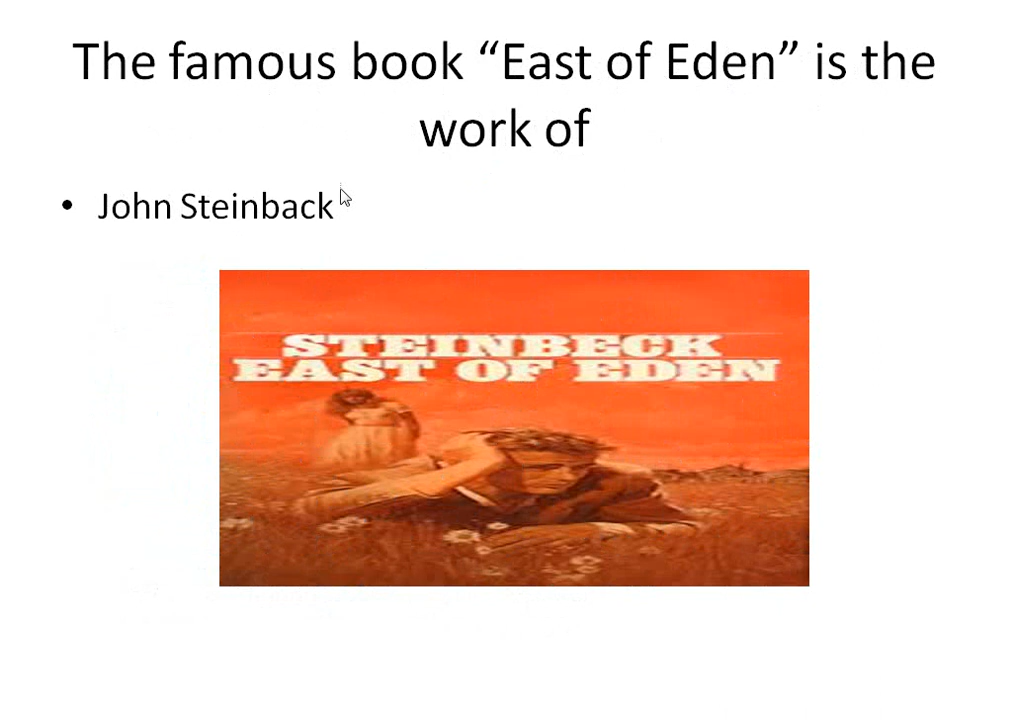 The famous book “East of Eden” is the
work of
• John Steinback
STEINBECK
EAST OF EDEN